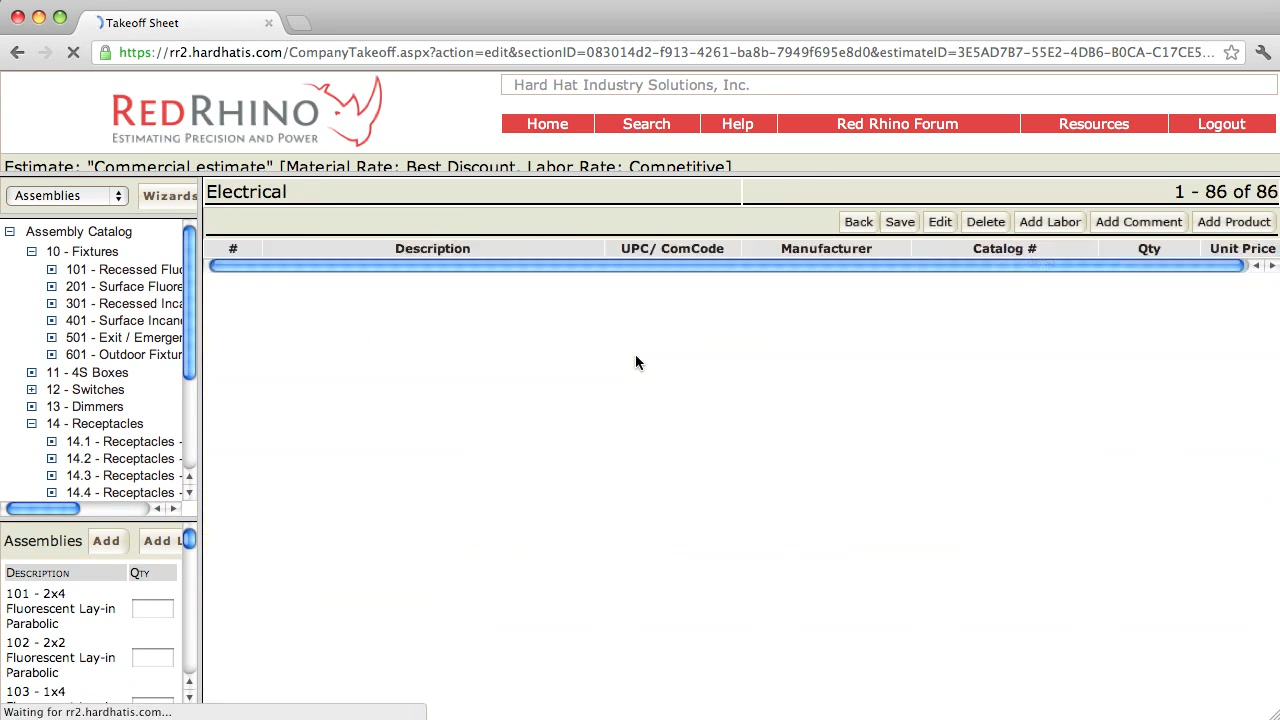 Takeoff Sheet
https://rr2.hardhatis.com/CompanyTakeoff.aspx?action=edit&sectionID=083014d2-f913-4261-ba8b-7949f695e8d0&estimateID=3E5AD7B7-55E2-4DB6-B0CA-C17CE5...
REDRHINO
ESTIMATING PRECISION AND POWER
Hard Hat Industry Solutions, Inc.
Home Search Help Red Rhino Forum Resources Logout
Estimate: "Commercial estimate" [Material Rate: Best Discount, Labor Rate: Competitive]
Assemblies Wizards
Electrical 1 - 86 of 86
Back Save Edit Delete Add Labor Add Comment Add Product
# Description UPC/ ComCode Manufacturer Catalog # Qty Unit Price
Assembly Catalog
10 - Fixtures
101 - Recessed Fluo
201 - Surface Fluore
301 - Recessed Inca
401 - Surface Incan
501 - Exit / Emerger
601 - Outdoor Fixtur
11 - 4S Boxes
12 - Switches
13 - Dimmers
14 - Receptacles
14.1 - Receptacles -
14.2 - Receptacles -
14.3 - Receptacles -
14.4 - Receptacles -
Assemblies Add Add L
DESCRIPTION QTY
101 - 2x4
Fluorescent Lay-in
Parabolic
102 - 2x2
Fluorescent Lay-in
Parabolic
103 - 1x4
Waiting for rr2.hardhatis.com...